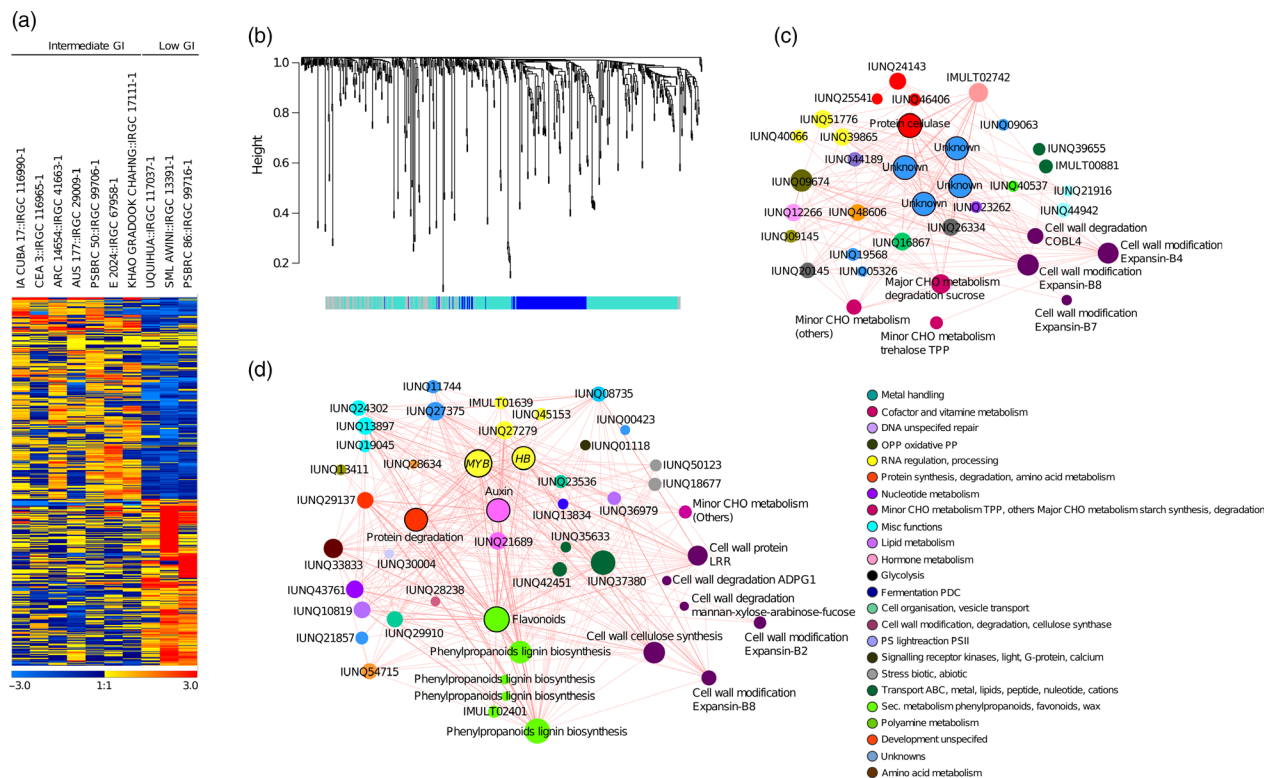 (a)
Intermediate GI
Low GI
IA CUBA 17::IRGC 116990-1
CEA 3::IRGC 116965-1
ARC 14654::IRGC 41663-1
AUS 177::IRGC 29009-1
PSBRC 50::IRGC 99706-1
E 2024::IRGC 67958-1
KHAO GRADOOK CHAHNG::IRGC 17111-1
UQUIHUA::IRGC 117037-1
SML AWINI::IRGC 13391-1
PSBRC 86::IRGC 99716-1
−3.0
1:1
3.0
(b)
Height
1.0
0.8
0.6
0.4
0.2
(c)
IUNQ24143
IMULT02742
IUNQ25541
IUNQ46406
IUNQ51776
Protein cellulase
IUNQ09063
IUNQ40066
IUNQ39865
Unknown
IUNQ39655
IUNQ44189
Unknown
IMULT00881
IUNQ09674
Unknown
IUNQ40537
IUNQ21916
IUNQ12266
IUNQ48606
Unknown
IUNQ23262
IUNQ44942
IUNQ26334
IUNQ09145
IUNQ16867
Cell wall degradation
COBL4
IUNQ19568
Cell wall modification
Expansin-B4
IUNQ20145
IUNQ05326
Cell wall modification
Expansin-B8
Major CHO metabolism
degradation sucrose
Cell wall modification
Expansin-B7
Minor CHO metabolism
(others)
Minor CHO metabolism
trehalose TPP
(d)
IUNQ11744
IUNQ08735
IUNQ24302
IUNQ27375
IMULT01639
IUNQ45153
IUNQ00423
IUNQ13897
IUNQ27279
IUNQ19045
IUNQ01118
IUNQ13411
IUNQ28634
MYB
HB
IUNQ50123
IUNQ23536
IUNQ18677
IUNQ29137
Auxin
IUNQ13834
IUNQ36979
Minor CHO metabolism
(Others)
Protein degradation
IUNQ21689
IUNQ35633
IUNQ33833
IUNQ30004
Cell wall protein
LRR
IUNQ42451
IUNQ37380
Cell wall degradation ADPG1
IUNQ43761
IUNQ28238
Cell wall degradation
mannan-xylose-arabinose-fucose
IUNQ10819
Flavonoids
IUNQ29910
Cell wall modification
Expansin-B2
IUNQ21857
Cell wall cellulose synthesis
Phenylpropanoids lignin biosynthesis
IUNQ54715
Phenylpropanoids lignin biosynthesis
Phenylpropanoids lignin biosynthesis
Cell wall modification
Expansin-B8
IMULT02401
Phenylpropanoids lignin biosynthesis
Metal handling
Cofactor and vitamine metabolism
DNA unspecifed repair
OPP oxidative PP
RNA regulation, processing
Protein synthesis, degradation, amino acid metabolism
Nucleotide metabolism
Minor CHO metabolism TPP, others Major CHO metabolism starch synthesis, degradation
Misc functions
Lipid metabolism
Hormone metabolism
Glycolysis
Fermentation PDC
Cell organisation, vesicle transport
Cell wall modification, degradation, cellulose synthase
PS lightreaction PSII
Signalling receptor kinases, light, G-protein, calcium
Stress biotic, abiotic
Transport ABC, metal, lipids, peptide, nuleotide, cations
Sec. metabolism phenylpropanoids, favonoids, wax
Polyamine metabolism
Development unspecifed
Unknowns
Amino acid metabolism